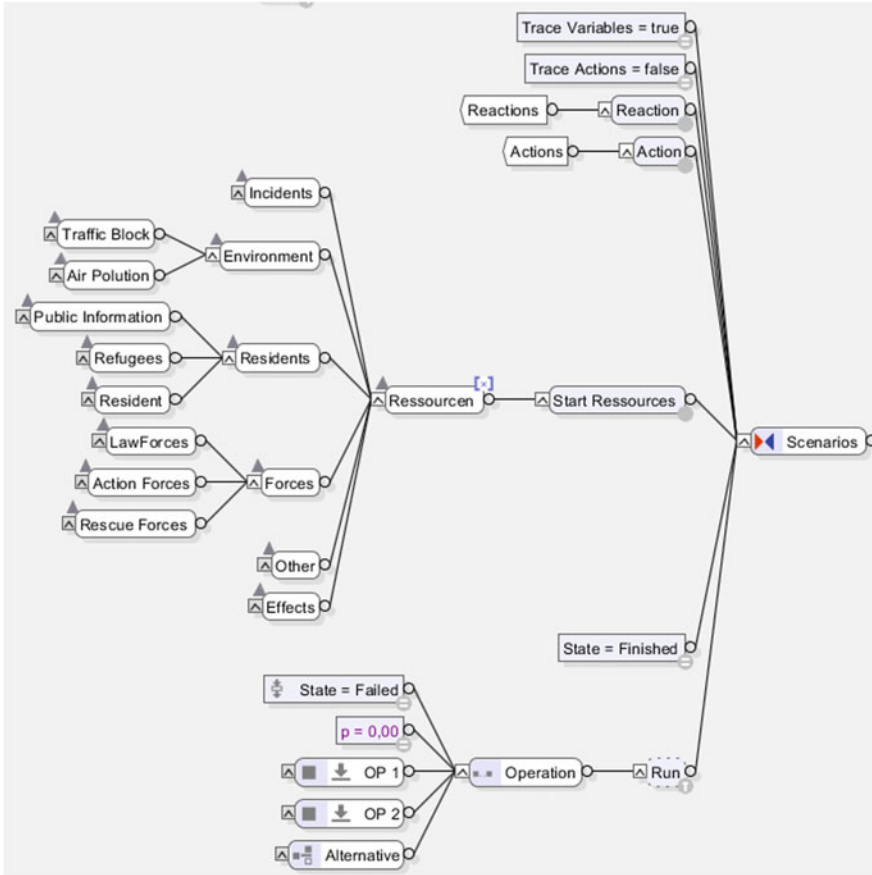 Trace Variables = true
Trace Actions = false
Reactions
Reaction
Actions
Action
Incidents
Traffic Block
Environment
Air Polution
Public Information
Refugees
Residents
Resident
Ressourcen
[×]
Start Ressources
LawForces
Scenarios
Action Forces
Forces
Rescue Forces
Other
Effects
State = Finished
State = Failed
p = 0,00
OP 1
Operation
Run
OP 2
Alternative